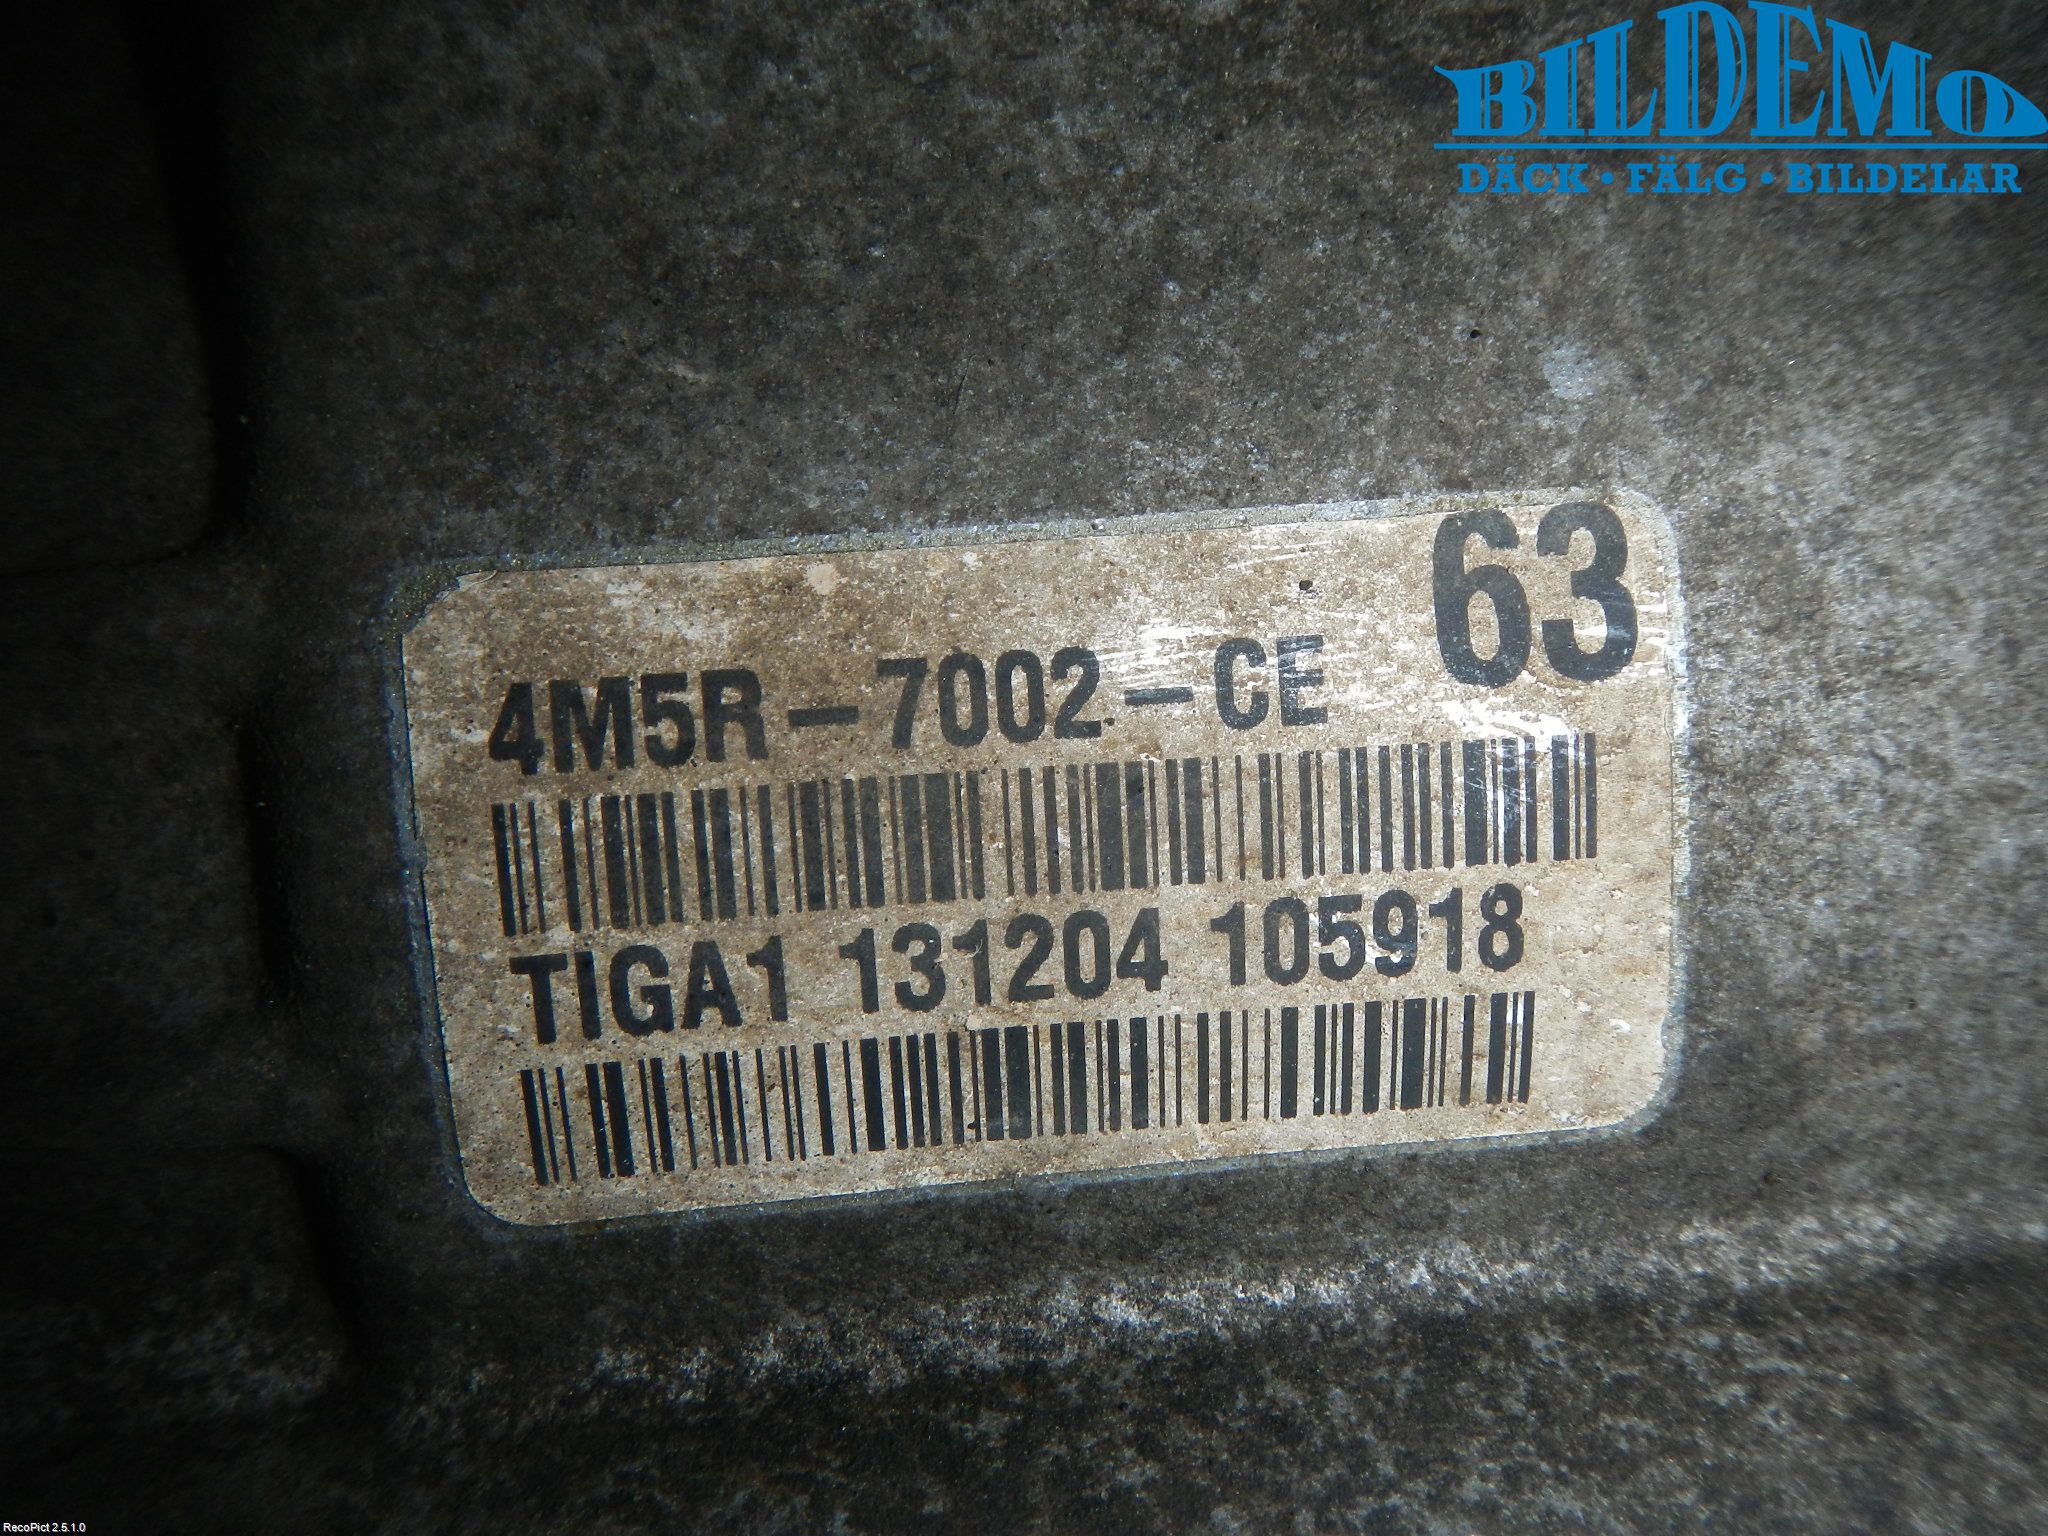 BILDEMO
DÄCK • FÄLG • BILDELAR
63
4M5R-7002-CE
TIGA1 131204 105918
RecoPict 2.5.1.0